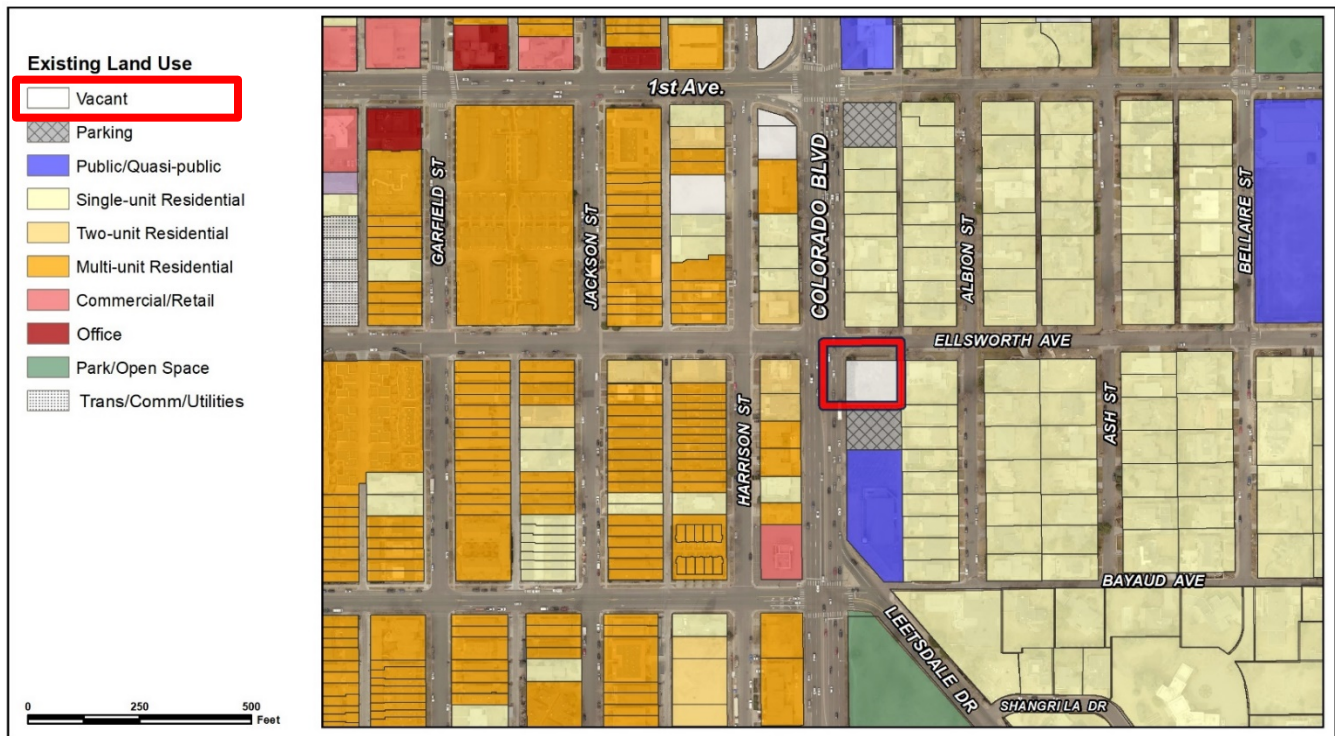 Existing Land Use
Vacant
Parking
Public/Quasi-public
Single-unit Residential
Two-unit Residential
Multi-unit Residential
Commercial/Retail
Office
Park/Open Space
Trans/Comm/Utilities
0 250 500
Feet
1st Ave.
GARFIELD ST
JACKSON ST
HARRISON ST
COLORADO BLVD
ALBION ST
BELLAIRE ST
ELLSWORTH AVE
ASH ST
BAYAUD AVE
LEETSDALE DR
SHANGRI LA DR